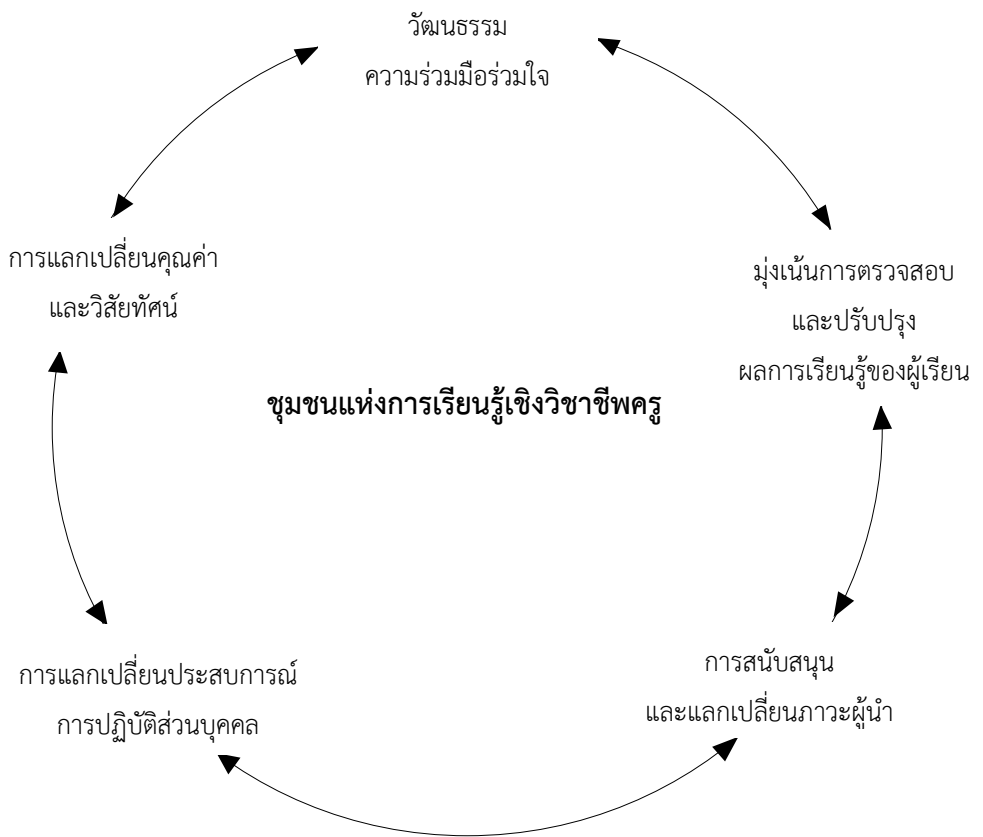 วัฒนธรรม
ความร่วมมือร่วมใจ
การแลกเปลี่ยนคุณค่า
และวิสัยทัศน์
มุ่งเน้นการตรวจสอบ
และปรับปรุง
ผลการเรียนรู้ของผู้เรียน
ชุมชนแห่งการเรียนรู้เชิงวิชาชีพครู
การแลกเปลี่ยนประสบการณ์
การปฏิบัติส่วนบุคคล
การสนับสนุน
และแลกเปลี่ยนภาวะผู้นำ